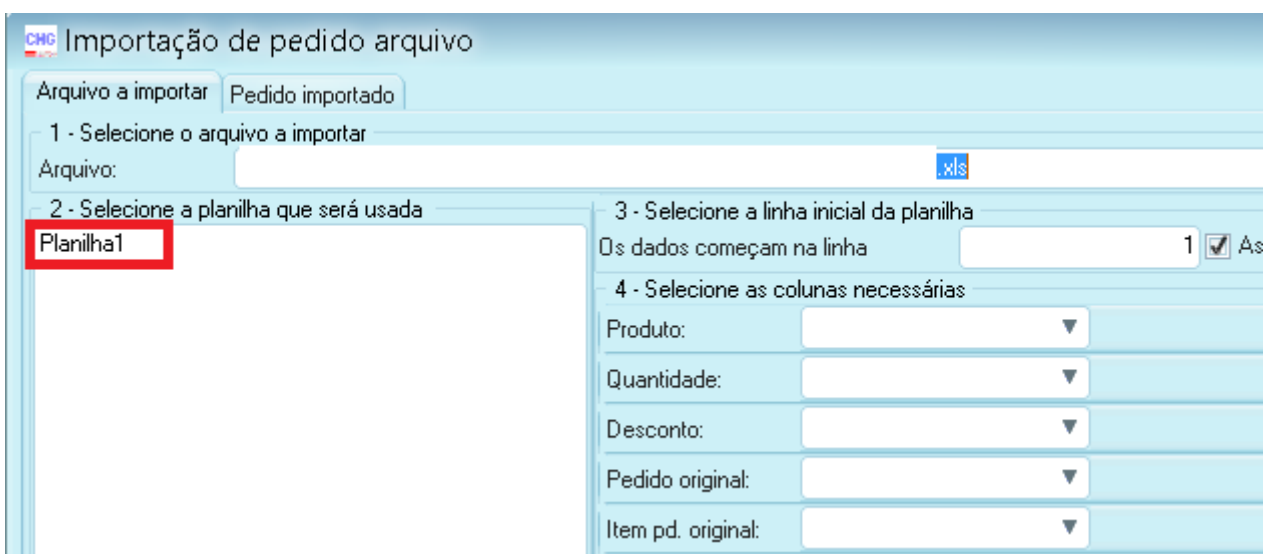 CHG Importação de pedido arquivo
Arquivo a importar Pedido importado
1 - Selecione o arquivo a importar
Arquivo: .xls
2 - Selecione a planilha que será usada
Planilha1
3 - Selecione a linha inicial da planilha
Os dados começam na linha 1 As
4 - Selecione as colunas necessárias
Produto:
Quantidade:
Desconto:
Pedido original:
Item pd. original: